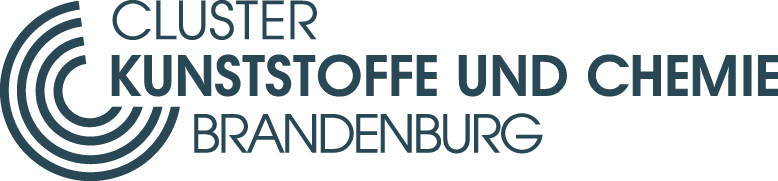 CLUSTER
KUNSTSTOFFE UND CHEMIE
BRANDENBURG